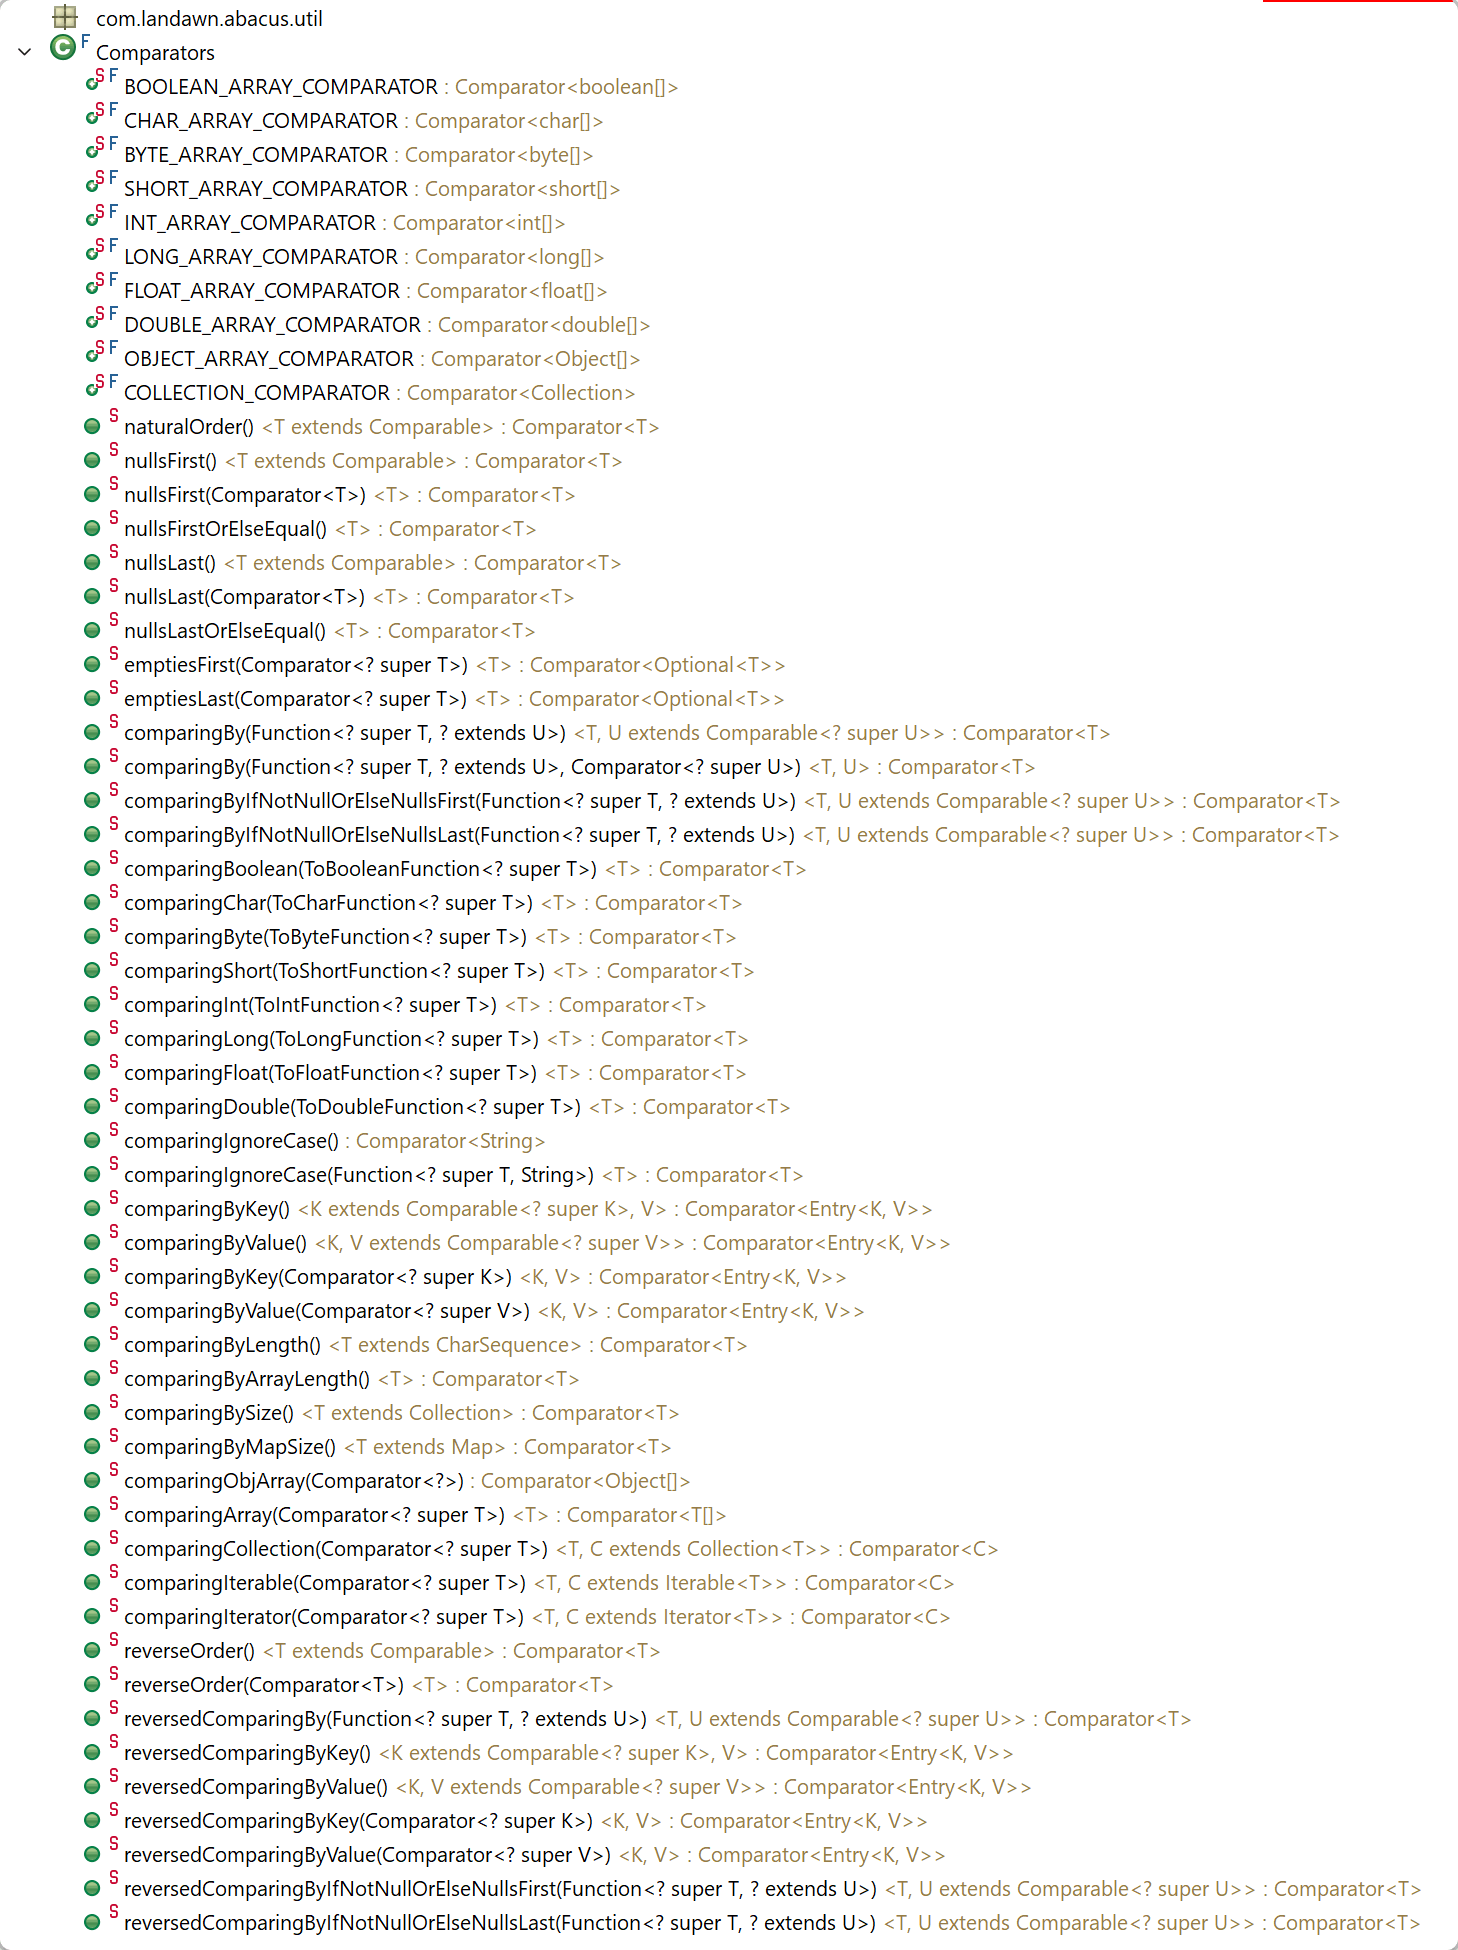 com.landawn.abacus.util
C F Comparators
S F BOOLEAN_ARRAY_COMPARATOR : Comparator<boolean[]>
S F CHAR_ARRAY_COMPARATOR : Comparator<char[]>
S F BYTE_ARRAY_COMPARATOR : Comparator<byte[]>
S F SHORT_ARRAY_COMPARATOR : Comparator<short[]>
S F INT_ARRAY_COMPARATOR : Comparator<int[]>
S F LONG_ARRAY_COMPARATOR : Comparator<long[]>
S F FLOAT_ARRAY_COMPARATOR : Comparator<float[]>
S F DOUBLE_ARRAY_COMPARATOR : Comparator<double[]>
S F OBJECT_ARRAY_COMPARATOR : Comparator<Object[]>
S F COLLECTION_COMPARATOR : Comparator<Collection>
S naturalOrder() <T extends Comparable> : Comparator<T>
S nullsFirst() <T extends Comparable> : Comparator<T>
S nullsFirst(Comparator<T>) <T> : Comparator<T>
S nullsFirstOrElseEqual() <T> : Comparator<T>
S nullsLast() <T extends Comparable> : Comparator<T>
S nullsLast(Comparator<T>) <T> : Comparator<T>
S nullsLastOrElseEqual() <T> : Comparator<T>
S emptiesFirst(Comparator<? super T>) <T> : Comparator<Optional<T>>
S emptiesLast(Comparator<? super T>) <T> : Comparator<Optional<T>>
S comparingBy(Function<? super T, ? extends U>) <T, U extends Comparable<? super U>> : Comparator<T>
S comparingBy(Function<? super T, ? extends U>, Comparator<? super U>) <T, U> : Comparator<T>
S comparingByIfNotNullOrElseNullsFirst(Function<? super T, ? extends U>) <T, U extends Comparable<? super U>> : Comparator<T>
S comparingByIfNotNullOrElseNullsLast(Function<? super T, ? extends U>) <T, U extends Comparable<? super U>> : Comparator<T>
S comparingBoolean(ToBooleanFunction<? super T>) <T> : Comparator<T>
S comparingChar(ToCharFunction<? super T>) <T> : Comparator<T>
S comparingByte(ToByteFunction<? super T>) <T> : Comparator<T>
S comparingShort(ToShortFunction<? super T>) <T> : Comparator<T>
S comparingInt(ToIntFunction<? super T>) <T> : Comparator<T>
S comparingLong(ToLongFunction<? super T>) <T> : Comparator<T>
S comparingFloat(ToFloatFunction<? super T>) <T> : Comparator<T>
S comparingDouble(ToDoubleFunction<? super T>) <T> : Comparator<T>
S comparingIgnoreCase() : Comparator<String>
S comparingIgnoreCase(Function<? super T, String>) <T> : Comparator<T>
S comparingByKey() <K extends Comparable<? super K>, V> : Comparator<Entry<K, V>>
S comparingByValue() <K, V extends Comparable<? super V>> : Comparator<Entry<K, V>>
S comparingByKey(Comparator<? super K>) <K, V> : Comparator<Entry<K, V>>
S comparingByValue(Comparator<? super V>) <K, V> : Comparator<Entry<K, V>>
S comparingByLength() <T extends CharSequence> : Comparator<T>
S comparingByArrayLength() <T> : Comparator<T>
S comparingBySize() <T extends Collection> : Comparator<T>
S comparingByMapSize() <T extends Map> : Comparator<T>
S comparingObjArray(Comparator<?>) : Comparator<Object[]>
S comparingArray(Comparator<? super T>) <T> : Comparator<T[]>
S comparingCollection(Comparator<? super T>) <T, C extends Collection<T>> : Comparator<C>
S comparingIterable(Comparator<? super T>) <T, C extends Iterable<T>> : Comparator<C>
S comparingIterator(Comparator<? super T>) <T, C extends Iterator<T>> : Comparator<C>
S reverseOrder() <T extends Comparable> : Comparator<T>
S reverseOrder(Comparator<T>) <T> : Comparator<T>
S reversedComparingBy(Function<? super T, ? extends U>) <T, U extends Comparable<? super U>> : Comparator<T>
S reversedComparingByKey() <K extends Comparable<? super K>, V> : Comparator<Entry<K, V>>
S reversedComparingByValue() <K, V extends Comparable<? super V>> : Comparator<Entry<K, V>>
S reversedComparingByKey(Comparator<? super K>) <K, V> : Comparator<Entry<K, V>>
S reversedComparingByValue(Comparator<? super V>) <K, V> : Comparator<Entry<K, V>>
S reversedComparingByIfNotNullOrElseNullsFirst(Function<? super T, ? extends U>) <T, U extends Comparable<? super U>> : Comparator<T>
S reversedComparingByIfNotNullOrElseNullsLast(Function<? super T, ? extends U>) <T, U extends Comparable<? super U>> : Comparator<T>